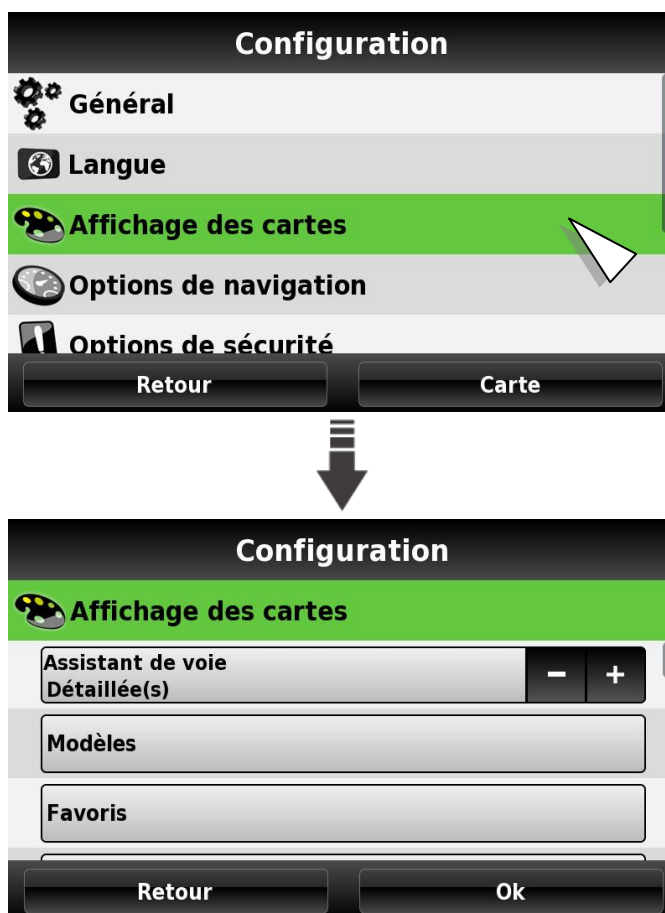 Configuration
Général
Langue
Affichage des cartes
Options de navigation
Options de sécurité
Retour Carte
Configuration
Affichage des cartes
Assistant de voie
Détaillée(s)
− +
Modèles
Favoris
Retour Ok